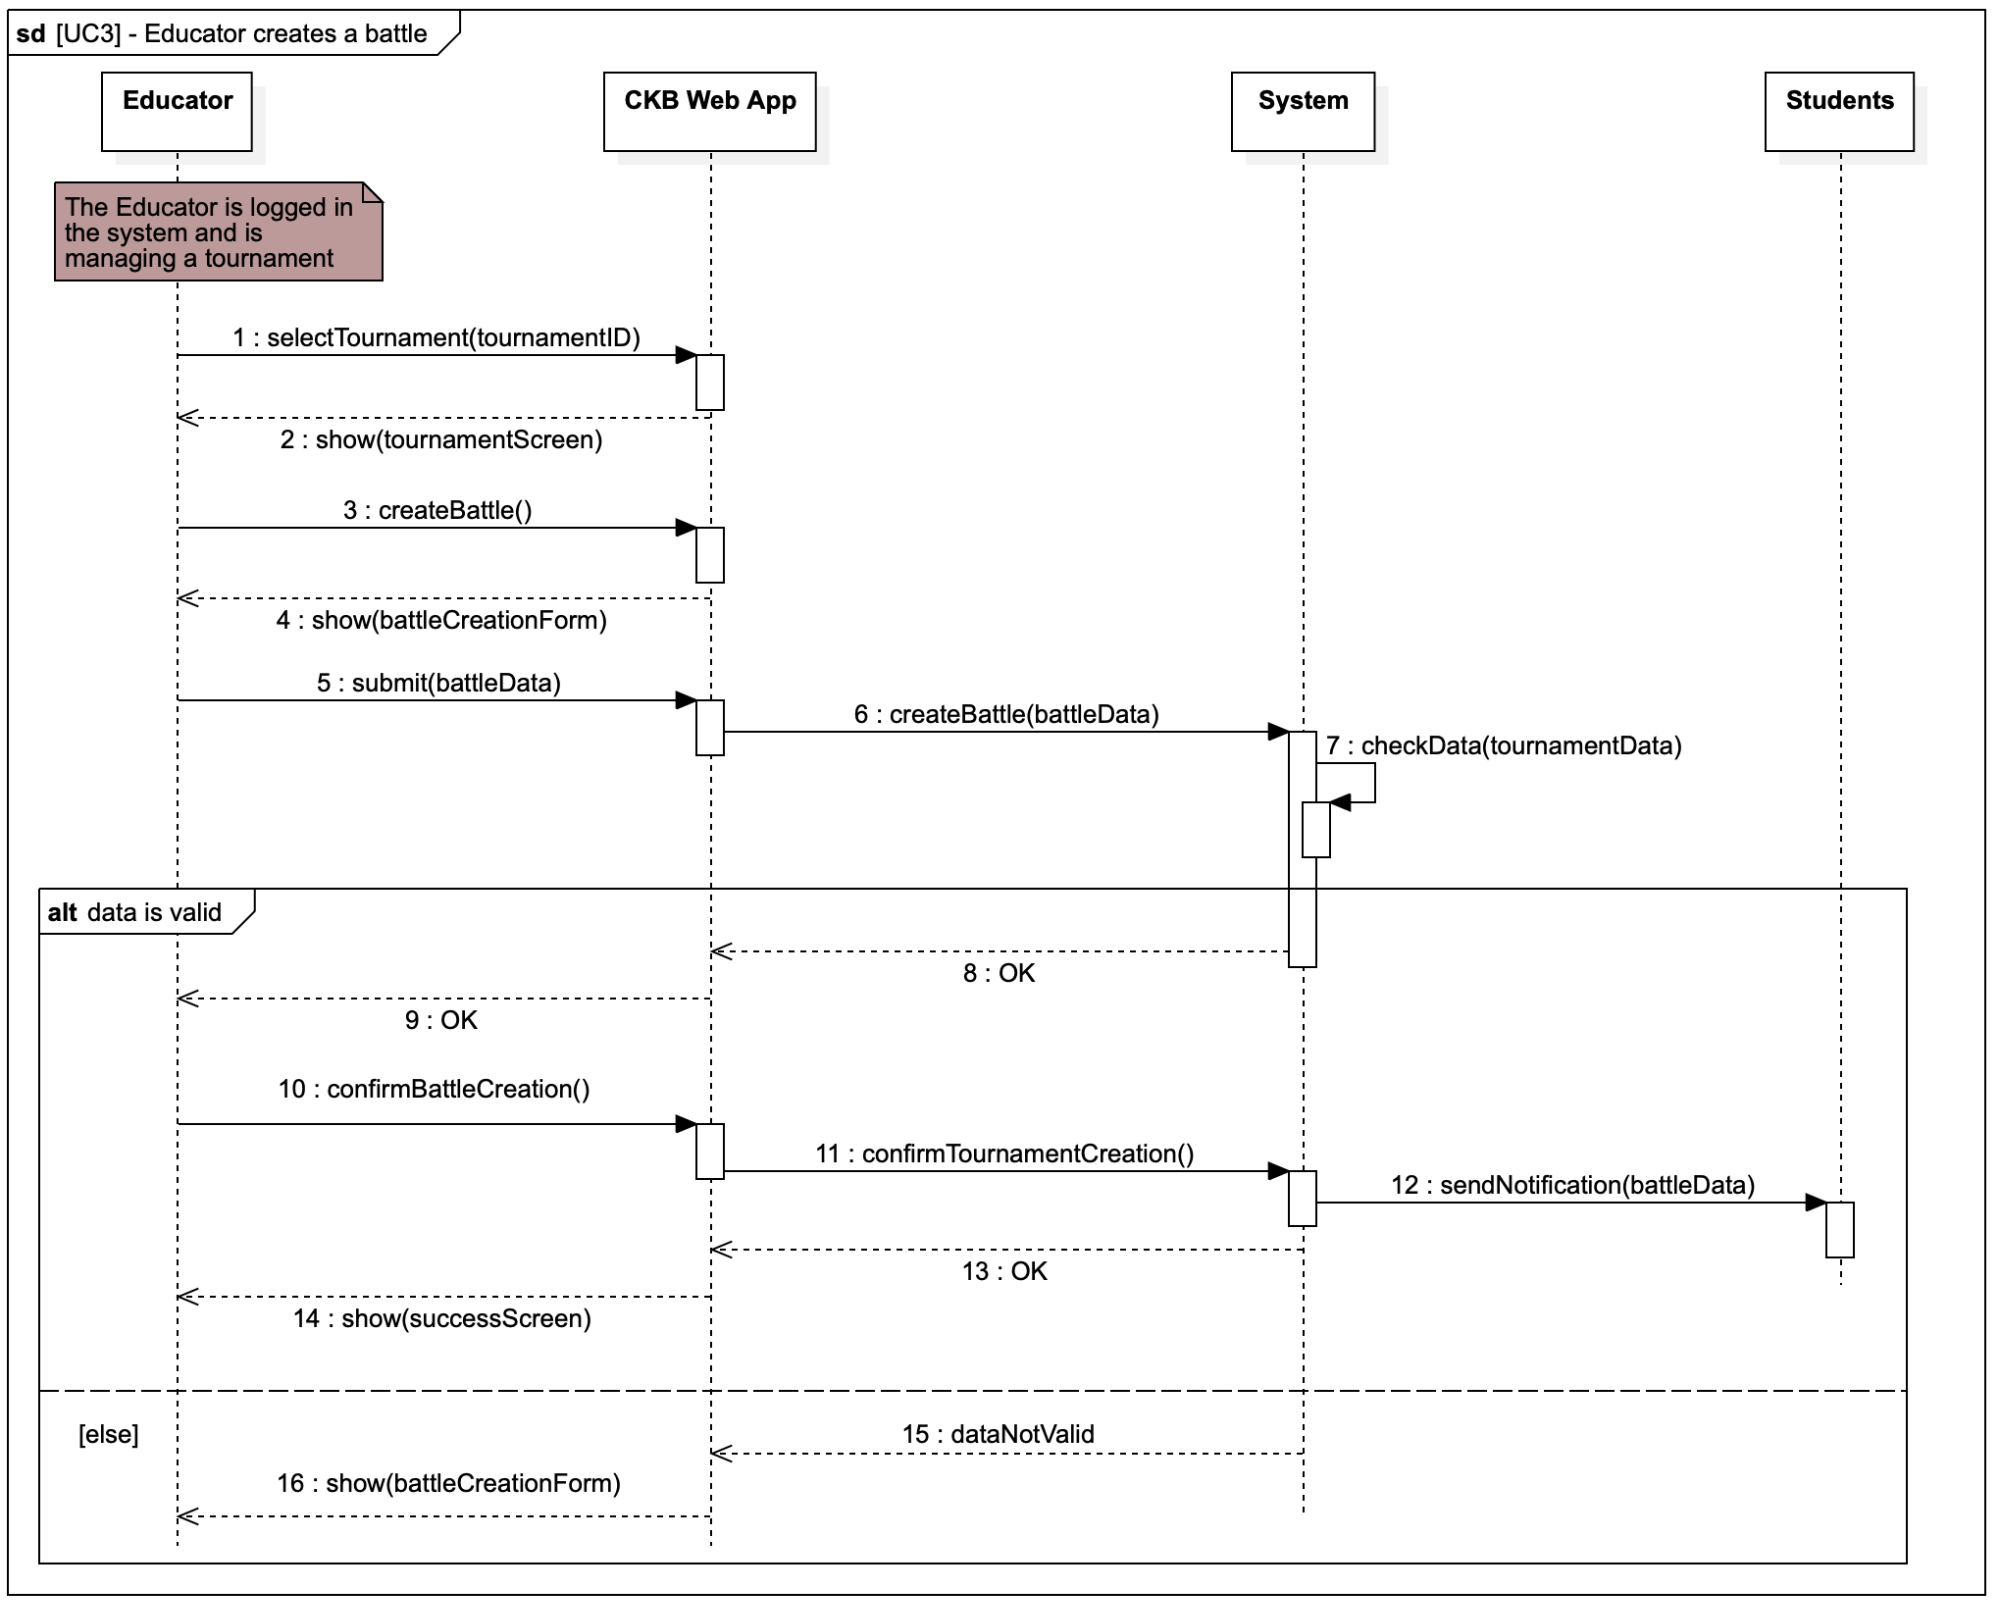 sd [UC3] - Educator creates a battle
Educator
CKB Web App
System
Students
The Educator is logged in
the system and is
managing a tournament
1 : selectTournament(tournamentID)
2 : show(tournamentScreen)
3 : createBattle()
4 : show(battleCreationForm)
5 : submit(battleData)
6 : createBattle(battleData)
7 : checkData(tournamentData)
alt data is valid
8 : OK
9 : OK
10 : confirmBattleCreation()
11 : confirmTournamentCreation()
12 : sendNotification(battleData)
13 : OK
14 : show(successScreen)
[else]
15 : dataNotValid
16 : show(battleCreationForm)